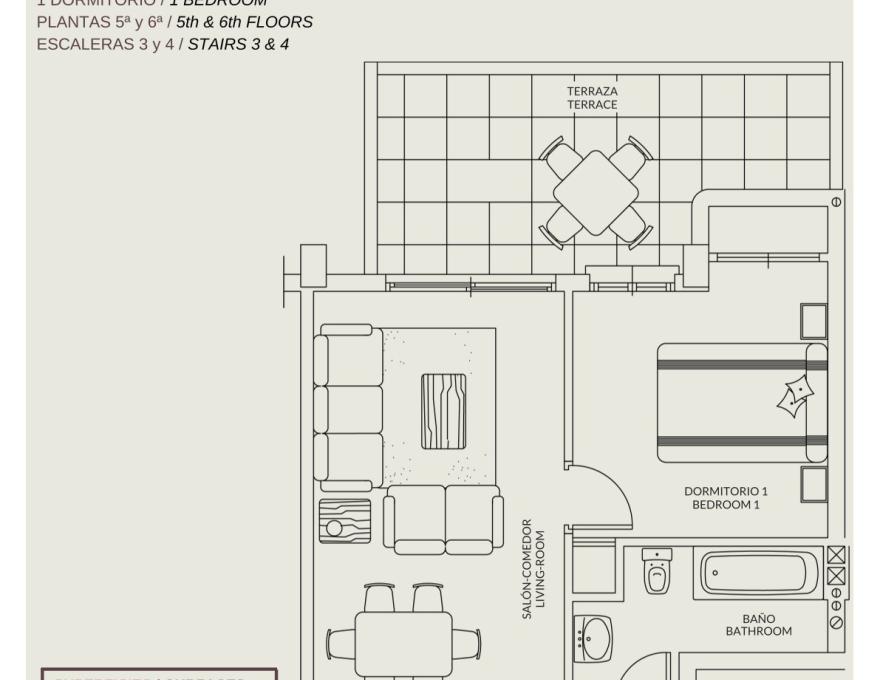 1 DORMITORIO / 1 BEDROOM
PLANTAS 5ª y 6ª / 5th & 6th FLOORS
ESCALERAS 3 y 4 / STAIRS 3 & 4
TERRAZA
TERRACE
DORMITORIO 1
BEDROOM 1
SALÓN-COMEDOR
LIVING-ROOM
BAÑO
BATHROOM